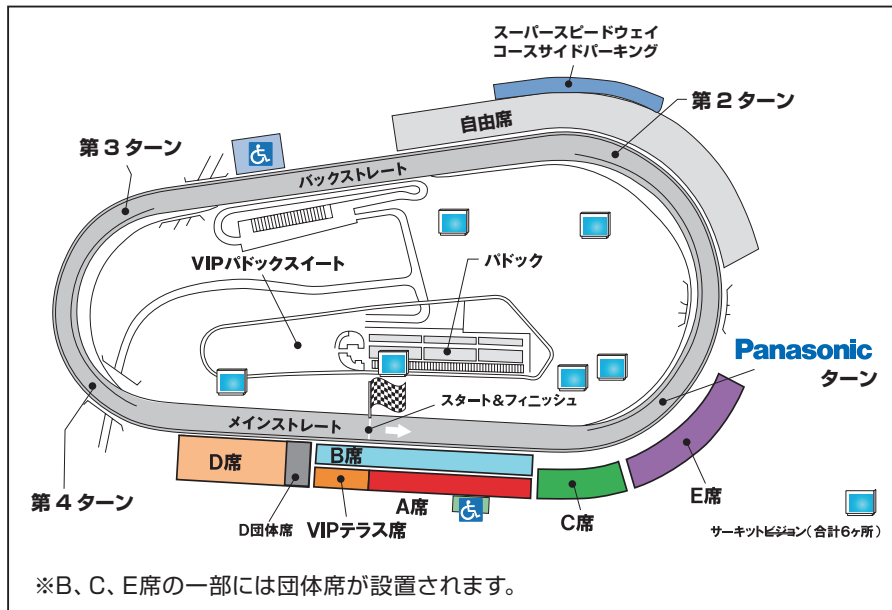 スーパースピードウェイ
コースサイドパーキング
第2ターン
自由席
第3ターン
バックストレート
VIPパドックスイート
パドック
Panasonic
ターン
スタート&フィニッシュ
メインストレート
第4ターン
D席
D団体席
B席
VIPテラス席
A席
C席
E席
サーキットビジョン(合計6ヶ所)
※B、C、E席の一部には団体席が設置されます。